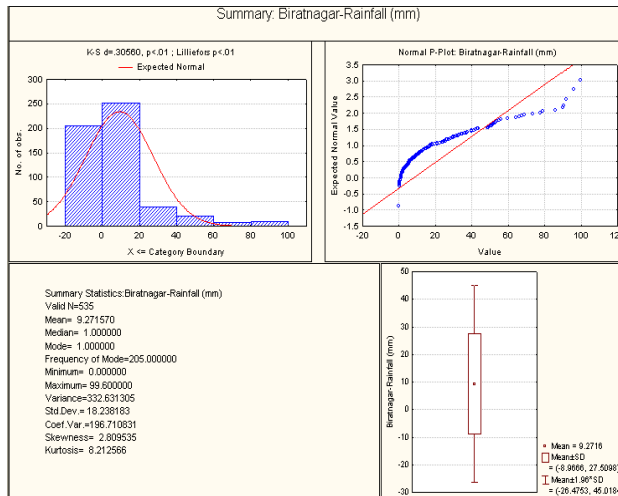 Summary: Biratnagar-Rainfall (mm)
K-S d=.30560, p<.01 ; Lilliefors p<.01
Expected Normal
300
250
200
150
100
50
0
No. of obs.
-20 0 20 40 60 80 100
X <= Category Boundary
Normal P-Plot: Biratnagar-Rainfall (mm)
3.5
3.0
2.5
2.0
1.5
1.0
0.5
0.0
-0.5
-1.0
-1.5
Expected Normal Value
-20 0 20 40 60 80 100
Value
Summary Statistics:Biratnagar-Rainfall (mm)
Valid N=535
Mean= 9.271570
Median= 1.000000
Mode= 1.000000
Frequency of Mode=205.000000
Minimum= 0.000000
Maximum= 99.600000
Variance=332.631305
Std.Dev.= 18.238183
Coef.Var.=196.710831
Skewness= 2.809535
Kurtosis= 8.212566
50
40
30
20
10
0
-10
-20
-30
Biratnagar-Rainfall (mm)
Mean = 9.2716
Mean±SD
= (-8.9666, 27.5098)
Mean±1.96*SD
= (-26.4753, 45.0184)